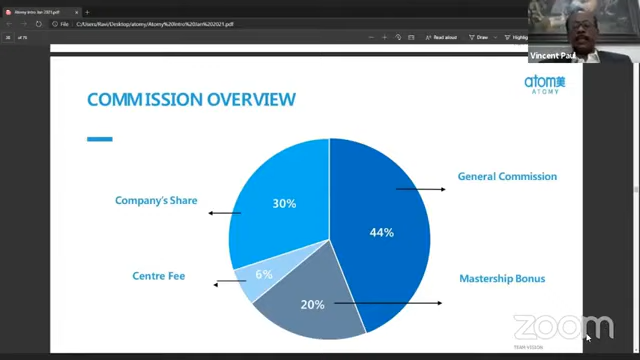 Atomy Intro Jan 2021.pdf
File | C:/Users/Ravi/Desktop/atomy/Atomy%20Intro%20Jan%202021.pdf
of 75
Read aloud
Draw
Highlight
Vincent Paul
COMMISSION OVERVIEW
atom美
ATOMY
General Commission
Company's Share
30%
44%
Centre Fee
6%
Mastership Bonus
20%
zoom
TEAM VISION